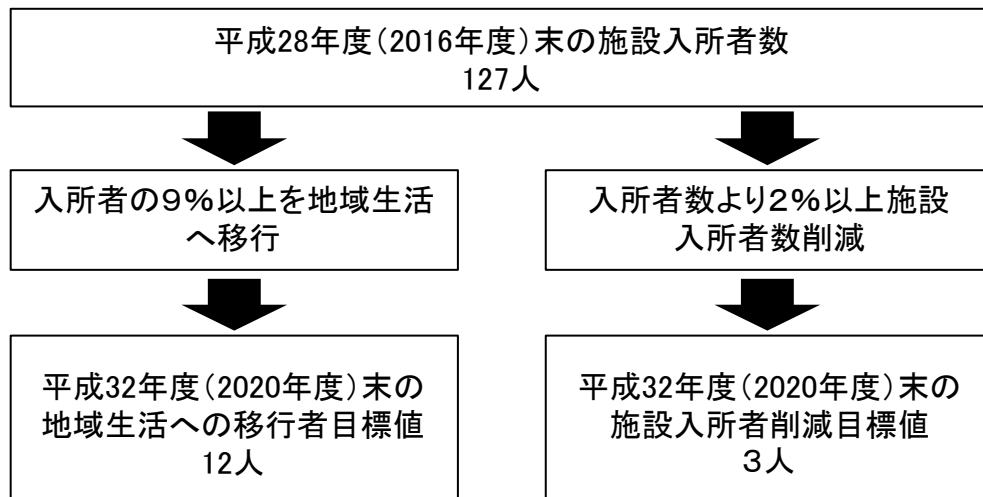 平成28年度（2016年度）末の施設入所者数
127人
入所者の９％以上を地域生活
へ移行
入所者数より２％以上施設
入所者数削減
平成32年度（2020年度）末の
地域生活への移行者目標値
12人
平成32年度（2020年度）末の
施設入所者削減目標値
３人